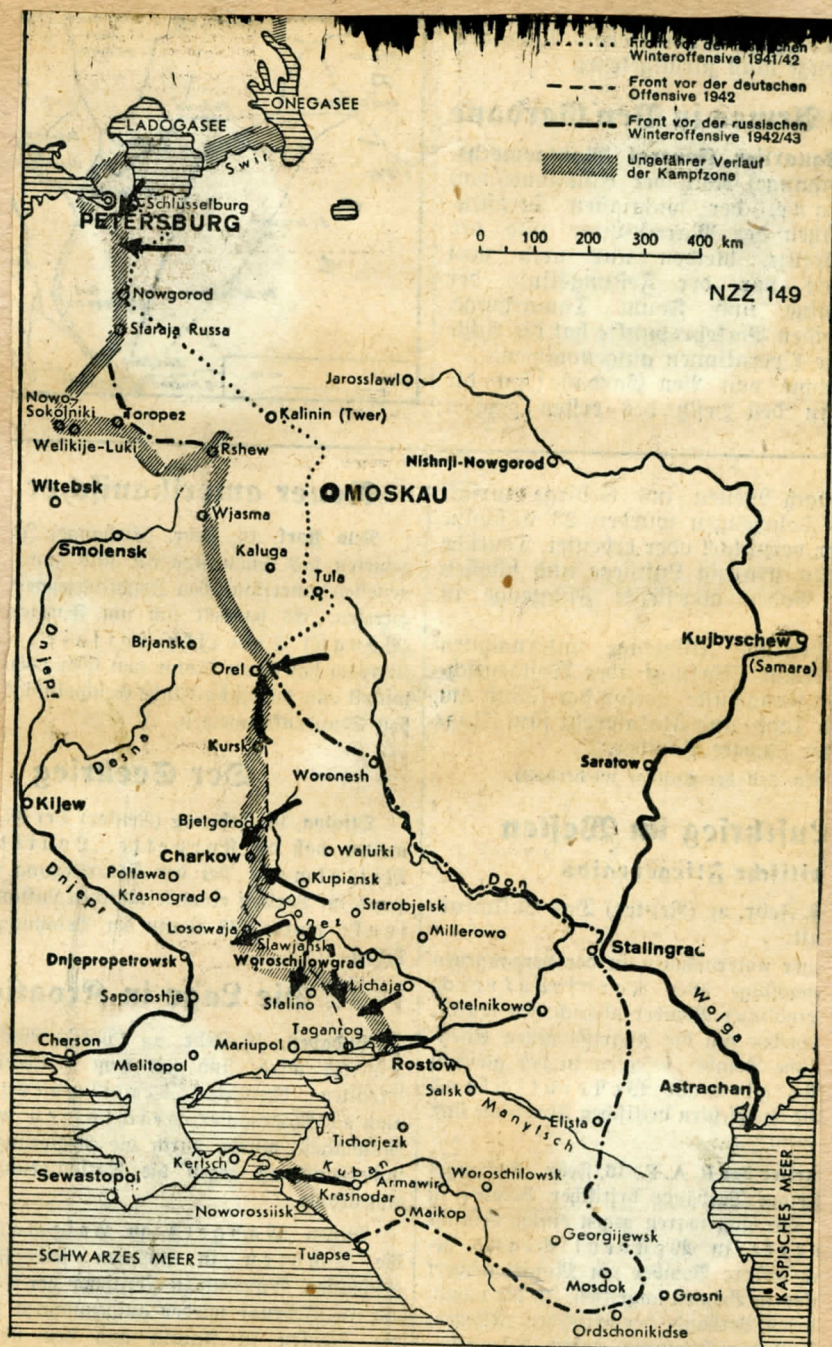 Front vor der russischen
Winteroffensive 1941/42
Front vor der deutschen
Offensive 1942
Front vor der russischen
Winteroffensive 1942/43
Ungefährer Verlauf
der Kampfzone
0 100 200 300 400 km
NZZ 149
ONEGASEE
LADOGASEE
Swir
Schlüsselburg
PETERSBURG
Nowgorod
Staraja Russa
Jarosslawl
Nowo-
Sokolniki
Toropez
Kalinin (Twer)
Welikije-Luki
Rshew
Nishnji-Nowgorod
Witebsk
MOSKAU
Wjasma
Smolensk
Kaluga
Tula
Dnjepr
Brjansk
Kujbyschew
(Samara)
Orel
Desna
Kursk
Woronesh
Saratow
Kijew
Bjelgorod
Charkow
Waluiki
Poltawa
Kupiansk
Don
Dnjepr
Krasnograd
Starobjelsk
Donez
Losowaja
Slawjansk
Millerowo
Stalingrad
Dnjepropetrowsk
Woroschilowgrad
Saporoshje
Stalino
Lichaja
Kotelnikowo
Wolga
Taganrog
Cherson
Mariupol
Melitopol
Rostow
Salsk
Astrachan
Manytsch
Elista
Tichorjezk
Kertsch
Kuban
Sewastopol
Armawir
Woroschilowsk
Krasnodar
Noworossiisk
Maikop
Georgijewsk
Tuapse
SCHWARZES MEER
KASPISCHES MEER
Mosdok
Grosni
Ordschonikidse